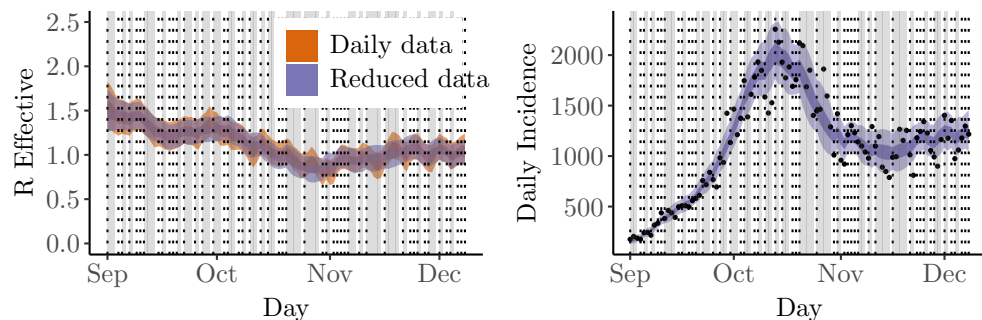 R Effective
2.5
2.0
1.5
1.0
0.5
0.0
Daily data
Reduced data
Sep
Oct
Nov
Dec
Day
Daily Incidence
2000
1500
1000
500
Sep
Oct
Nov
Dec
Day